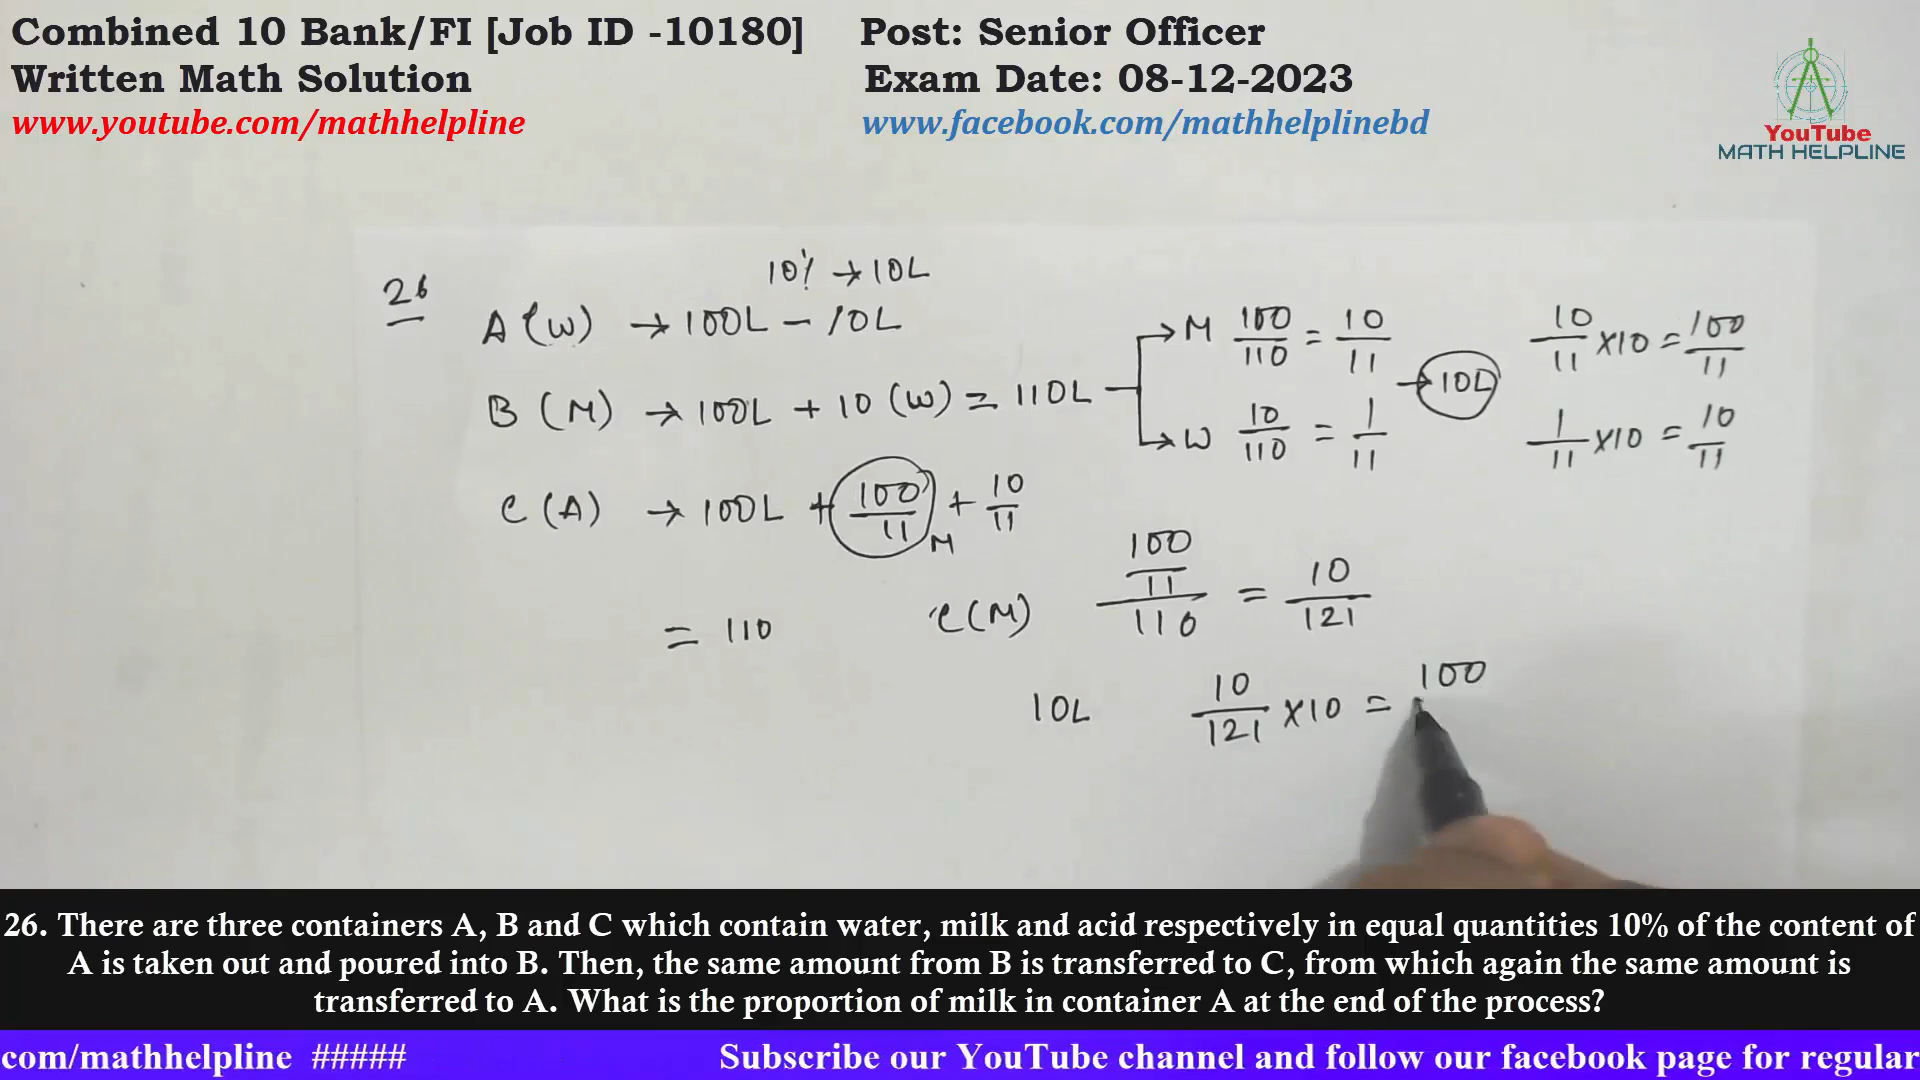 Combined 10 Bank/FI [Job ID -10180] Post: Senior Officer
Written Math Solution Exam Date: 08-12-2023
www.youtube.com/mathhelpline www.facebook.com/mathhelplinebd
YouTube
MATH HELPLINE
26
10% → 10L
A (W) → 100L - 10L
B (M) → 100L + 10 (W) = 110L
M 100/110 = 10/11
W 10/110 = 1/11
→ 10L
10/11 ×10 = 100/11
1/11 ×10 = 10/11
C (A) → 100L + 100/11 M + 10/11
= 110
C(M) 100/11/110 = 10/121
10L 10/121 ×10 = 100
26. There are three containers A, B and C which contain water, milk and acid respectively in equal quantities 10% of the content of
A is taken out and poured into B. Then, the same amount from B is transferred to C, from which again the same amount is
transferred to A. What is the proportion of milk in container A at the end of the process?
com/mathhelpline ##### Subscribe our YouTube channel and follow our facebook page for regular